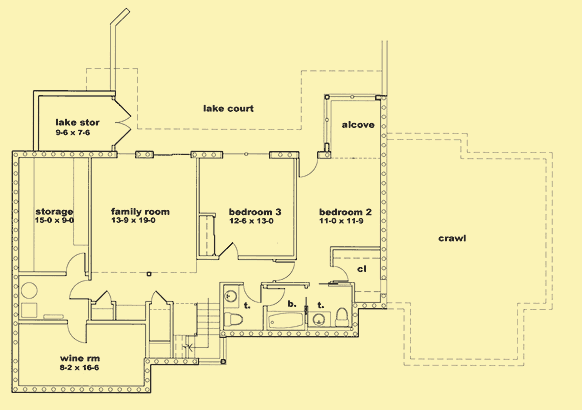 lake court
lake stor
9-6 x 7-6
alcove
storage
15-0 x 9-0
family room
13-9 x 19-0
bedroom 3
12-6 x 13-0
bedroom 2
11-0 x 11-9
crawl
cl
t.
b.
t.
wine rm
8-2 x 16-6